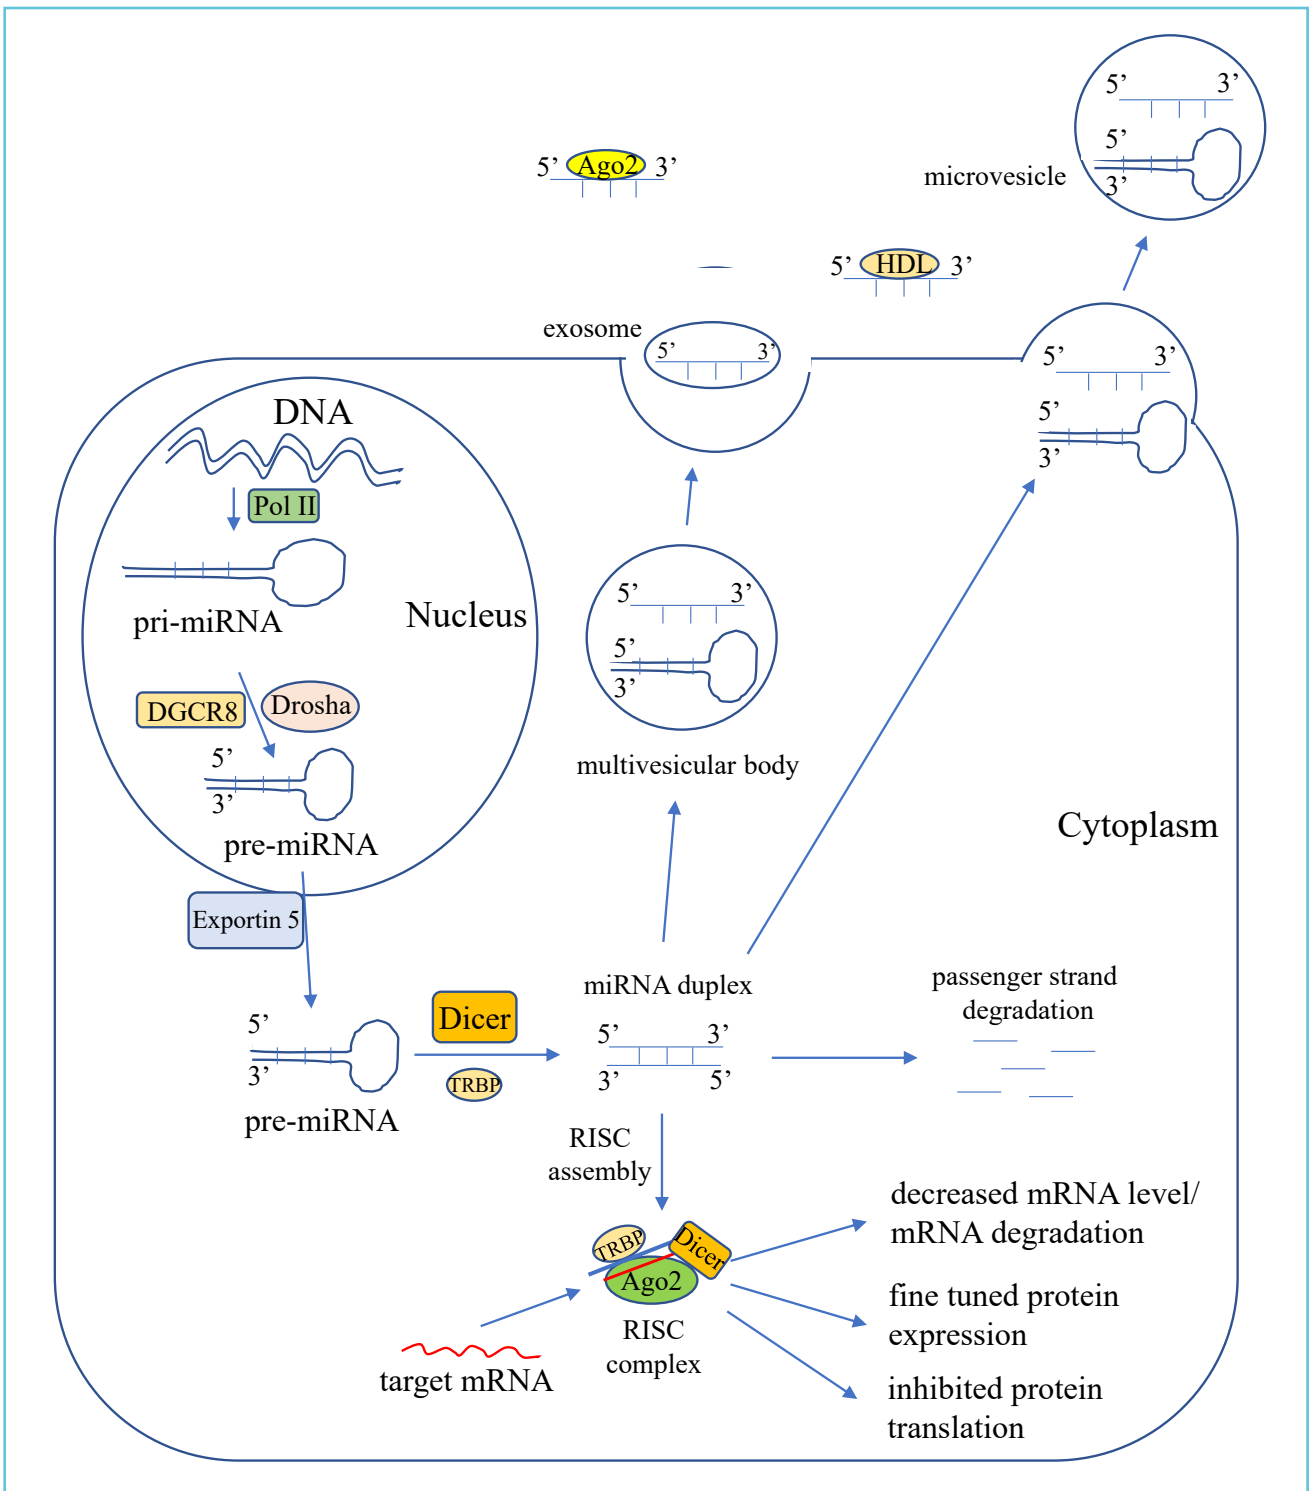 5’ 3’
5’
3’
microvesicle
5’ Ago2 3’
5’ HDL 3’
exosome
5’ 3’
5’ 3’
5’
3’
DNA
Pol II
pri-miRNA
Nucleus
DGCR8
Drosha
5’
3’
pre-miRNA
Exportin 5
5’ 3’
5’
3’
multivesicular body
Cytoplasm
5’
3’
pre-miRNA
Dicer
TRBP
miRNA duplex
5’ 3’
3’ 5’
passenger strand
degradation
RISC
assembly
TRBP
Dicer
Ago2
RISC
complex
target mRNA
decreased mRNA level/
mRNA degradation
fine tuned protein
expression
inhibited protein
translation